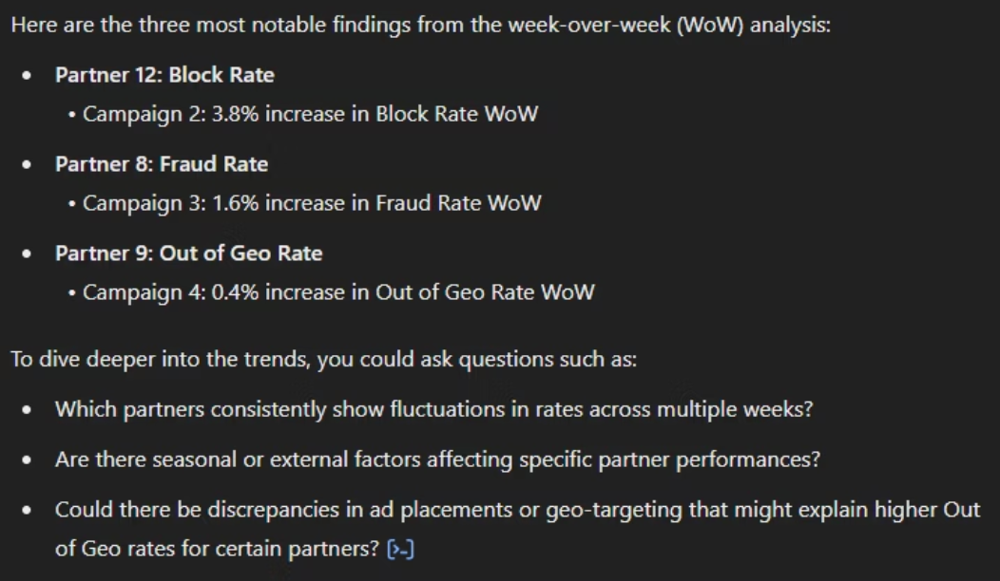 Here are the three most notable findings from the week-over-week (WoW) analysis:
• Partner 12: Block Rate
• Campaign 2: 3.8% increase in Block Rate WoW
• Partner 8: Fraud Rate
• Campaign 3: 1.6% increase in Fraud Rate WoW
• Partner 9: Out of Geo Rate
• Campaign 4: 0.4% increase in Out of Geo Rate WoW
To dive deeper into the trends, you could ask questions such as:
• Which partners consistently show fluctuations in rates across multiple weeks?
• Are there seasonal or external factors affecting specific partner performances?
• Could there be discrepancies in ad placements or geo-targeting that might explain higher Out
of Geo rates for certain partners? [>-]